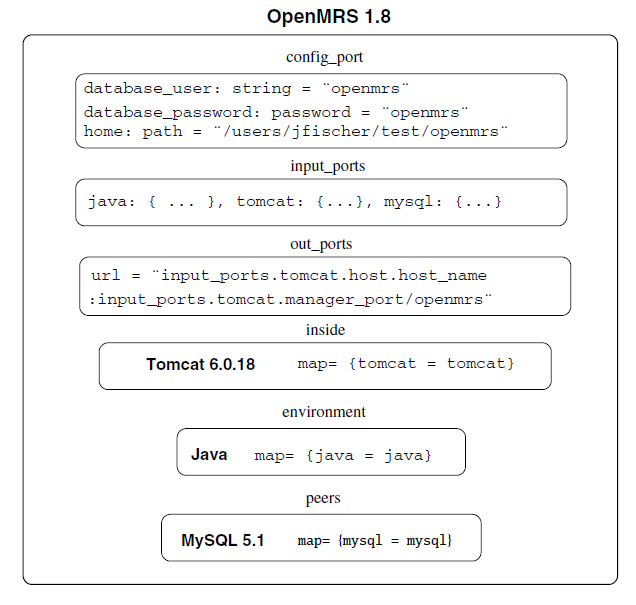 OpenMRS 1.8
config_port
database_user: string = ¨openmrs¨
database_password: password = ¨openmrs¨
home: path = ¨/users/jfischer/test/openmrs¨
input_ports
java: { ... }, tomcat: {...}, mysql: {...}
out_ports
url = ¨input_ports.tomcat.host.host_name
:input_ports.tomcat.manager_port/openmrs¨
inside
Tomcat 6.0.18 map= {tomcat = tomcat}
environment
Java map= {java = java}
peers
MySQL 5.1 map= {mysql = mysql}